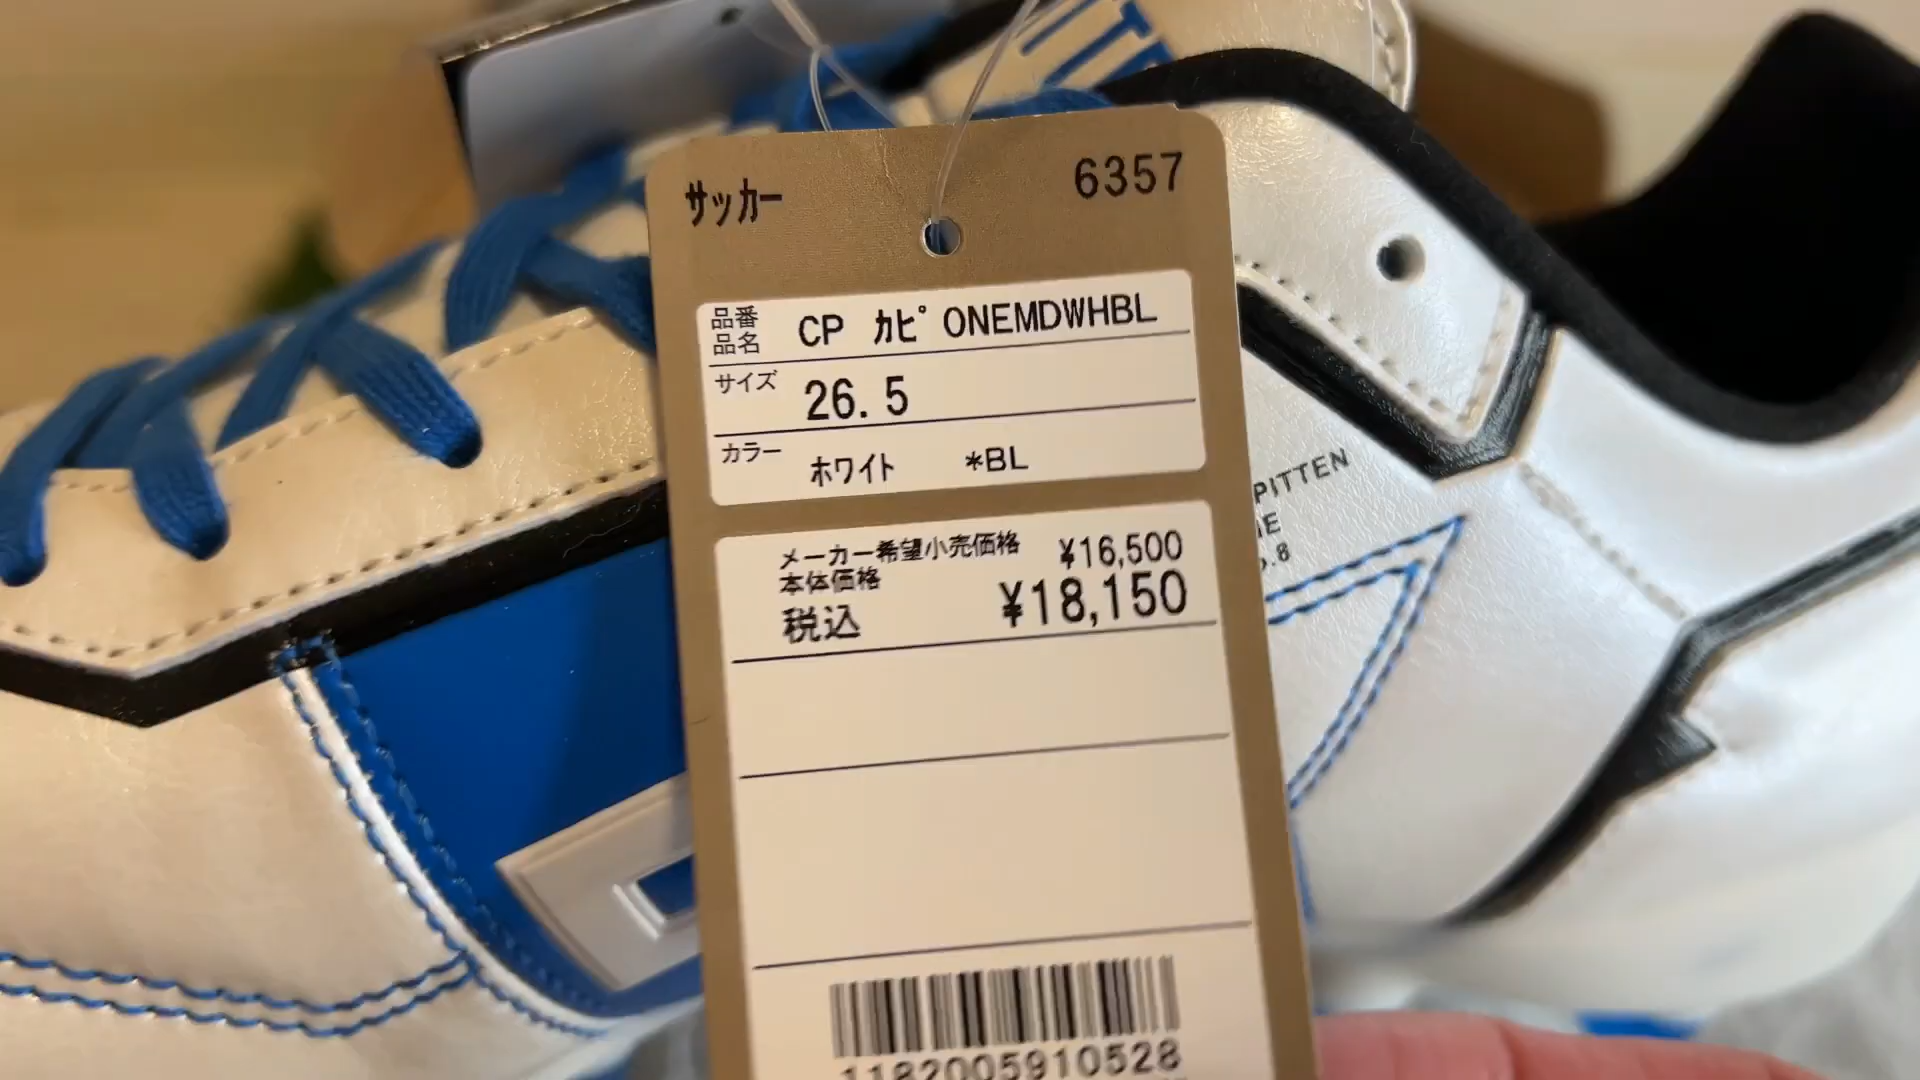 サッカー 6357
品番
品名 CP ｶﾋﾟ ONEMDWHBL
サイズ 26.5
カラー ホワイト *BL
メーカー希望小売価格 ¥16,500
本体価格
税込 ¥18,150
1182005910528
PITTEN